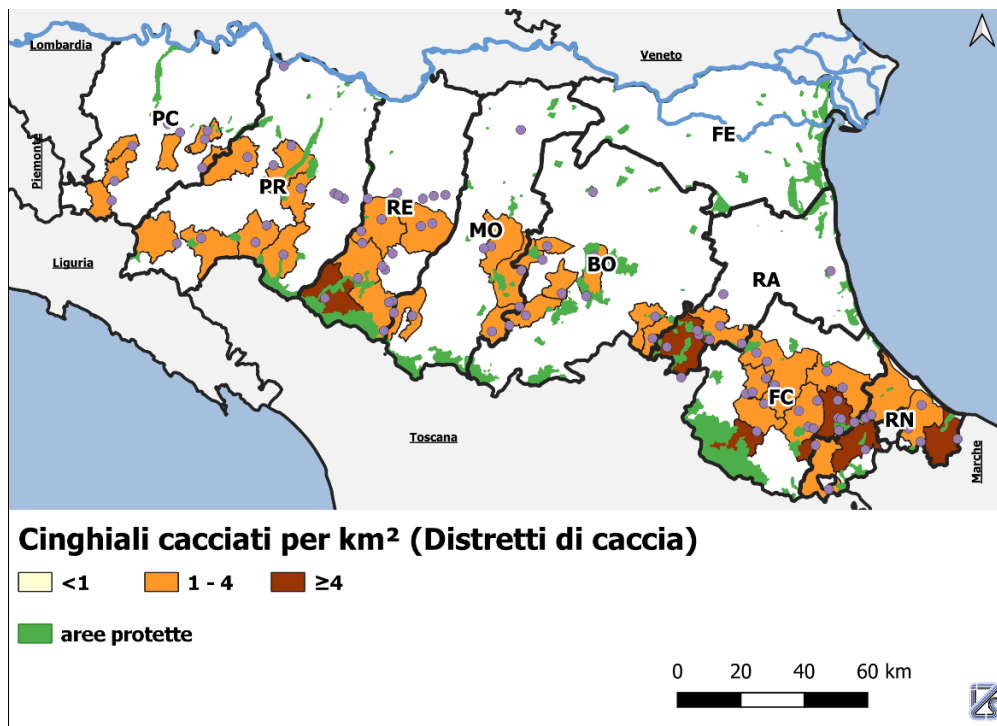 Lombardia
Veneto
PC
FE
Piemonte
PR
RE
MO
BO
Liguria
RA
FC
RN
Toscana
Marche
Cinghiali cacciati per km² (Distretti di caccia)
<1 1 - 4 ≥4
aree protette
0 20 40 60 km